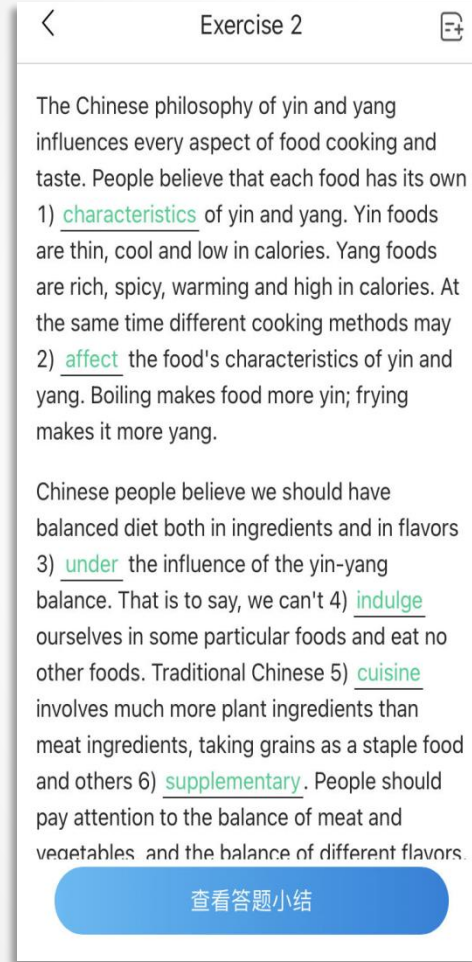 Exercise 2
The Chinese philosophy of yin and yang
influences every aspect of food cooking and
taste. People believe that each food has its own
1) characteristics of yin and yang. Yin foods
are thin, cool and low in calories. Yang foods
are rich, spicy, warming and high in calories. At
the same time different cooking methods may
2) affect the food's characteristics of yin and
yang. Boiling makes food more yin; frying
makes it more yang.
Chinese people believe we should have
balanced diet both in ingredients and in flavors
3) under the influence of the yin-yang
balance. That is to say, we can't 4) indulge
ourselves in some particular foods and eat no
other foods. Traditional Chinese 5) cuisine
involves much more plant ingredients than
meat ingredients, taking grains as a staple food
and others 6) supplementary. People should
pay attention to the balance of meat and
vegetables, and the balance of different flavors.
查看答题小结